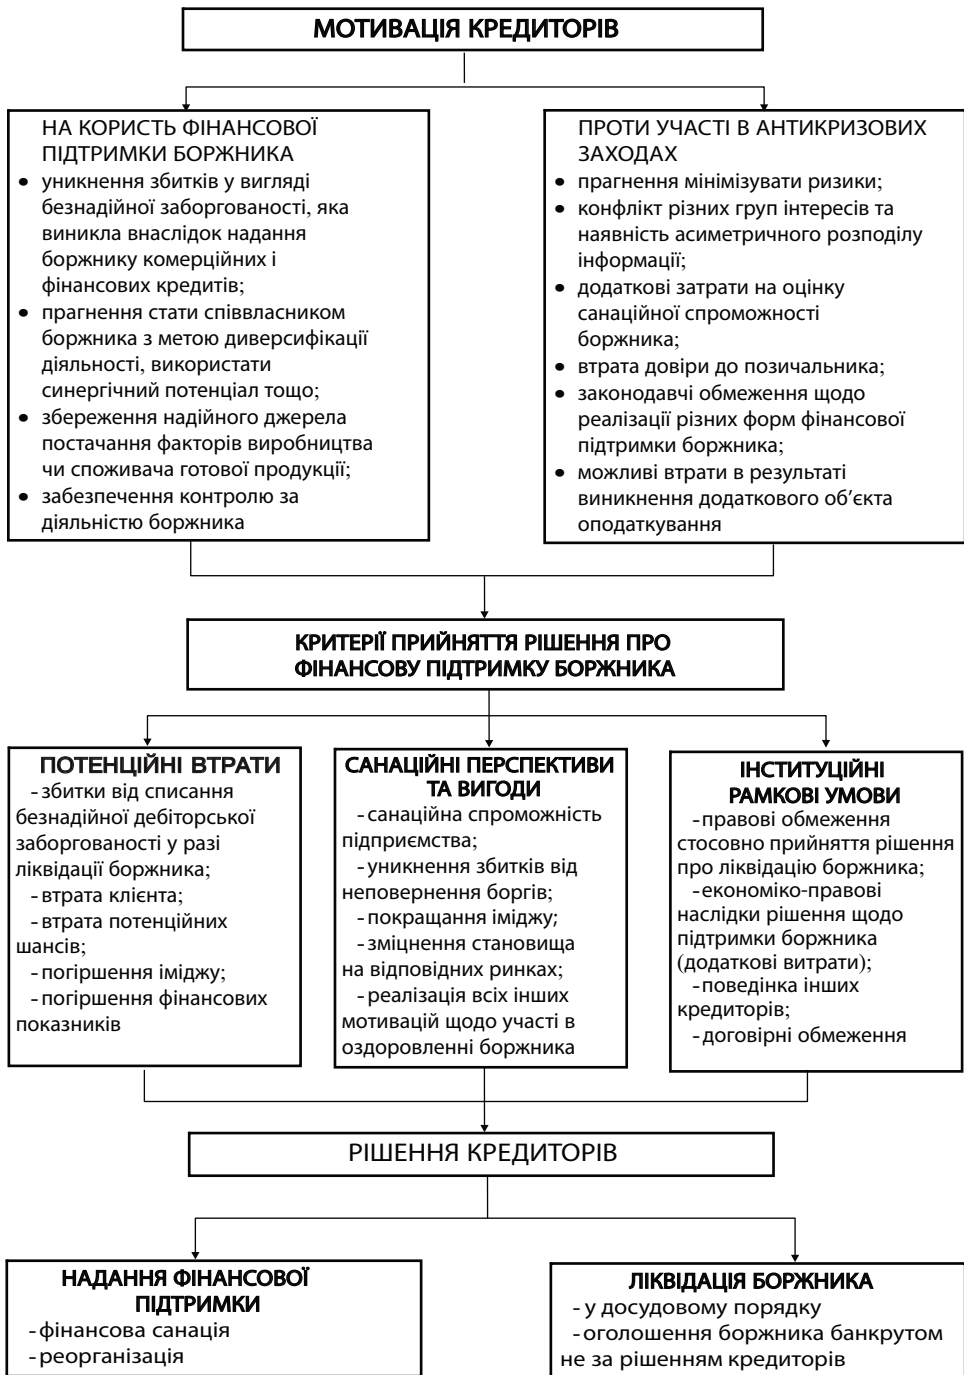 МОТИВАЦІЯ КРЕДИТОРІВ
НА КОРИСТЬ ФІНАНСОВОЇ
ПІДТРИМКИ БОРЖНИКА
• уникнення збитків у вигляді
безнадійної заборгованості, яка
виникла внаслідок надання
боржнику комерційних і
фінансових кредитів;
• прагнення стати співвласником
боржника з метою диверсифікації
діяльності, використати
синергічний потенціал тощо;
• збереження надійного джерела
постачання факторів виробництва
чи споживача готової продукції;
• забезпечення контролю за
діяльністю боржника
ПРОТИ УЧАСТІ В АНТИКРИЗОВИХ
ЗАХОДАХ
• прагнення мінімізувати ризики;
• конфлікт різних груп інтересів та
наявність асиметричного розподілу
інформації;
• додаткові затрати на оцінку
санаційної спроможності
боржника;
• втрата довіри до позичальника;
• законодавчі обмеження щодо
реалізації різних форм фінансової
підтримки боржника;
• можливі втрати в результаті
виникнення додаткового об'єкта
оподаткування
КРИТЕРІЇ ПРИЙНЯТТЯ РІШЕННЯ ПРО
ФІНАНСОВУ ПІДТРИМКУ БОРЖНИКА
ПОТЕНЦІЙНІ ВТРАТИ
- збитки від списання
безнадійної дебіторської
заборгованості у разі
ліквідації боржника;
- втрата клієнта;
- втрата потенційних
шансів;
- погіршення іміджу;
- погіршення фінансових
показників
САНАЦІЙНІ ПЕРСПЕКТИВИ
ТА ВИГОДИ
- санаційна спроможність
підприємства;
- уникнення збитків від
неповернення боргів;
- покращання іміджу;
- зміцнення становища
на відповідних ринках;
- реалізація всіх інших
мотивацій щодо участі в
оздоровленні боржника
ІНСТИТУЦІЙНІ
РАМКОВІ УМОВИ
- правові обмеження
стосовно прийняття рішення
про ліквідацію боржника;
- економіко-правові
наслідки рішення щодо
підтримки боржника
(додаткові витрати);
- поведінка інших
кредиторів;
- договірні обмеження
РІШЕННЯ КРЕДИТОРІВ
НАДАННЯ ФІНАНСОВОЇ
ПІДТРИМКИ
- фінансова санація
- реорганізація
ЛІКВІДАЦІЯ БОРЖНИКА
- у досудовому порядку
- оголошення боржника банкрутом
не за рішенням кредиторів